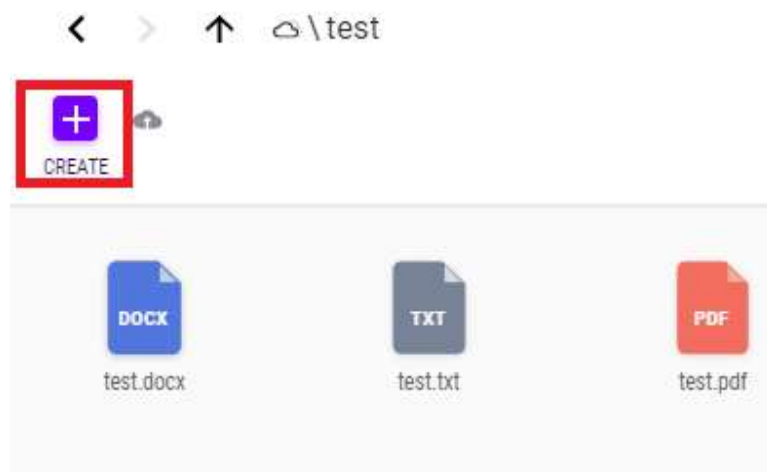 \ test
CREATE
DOCX
TXT
PDF
test.docx
test.txt
test.pdf